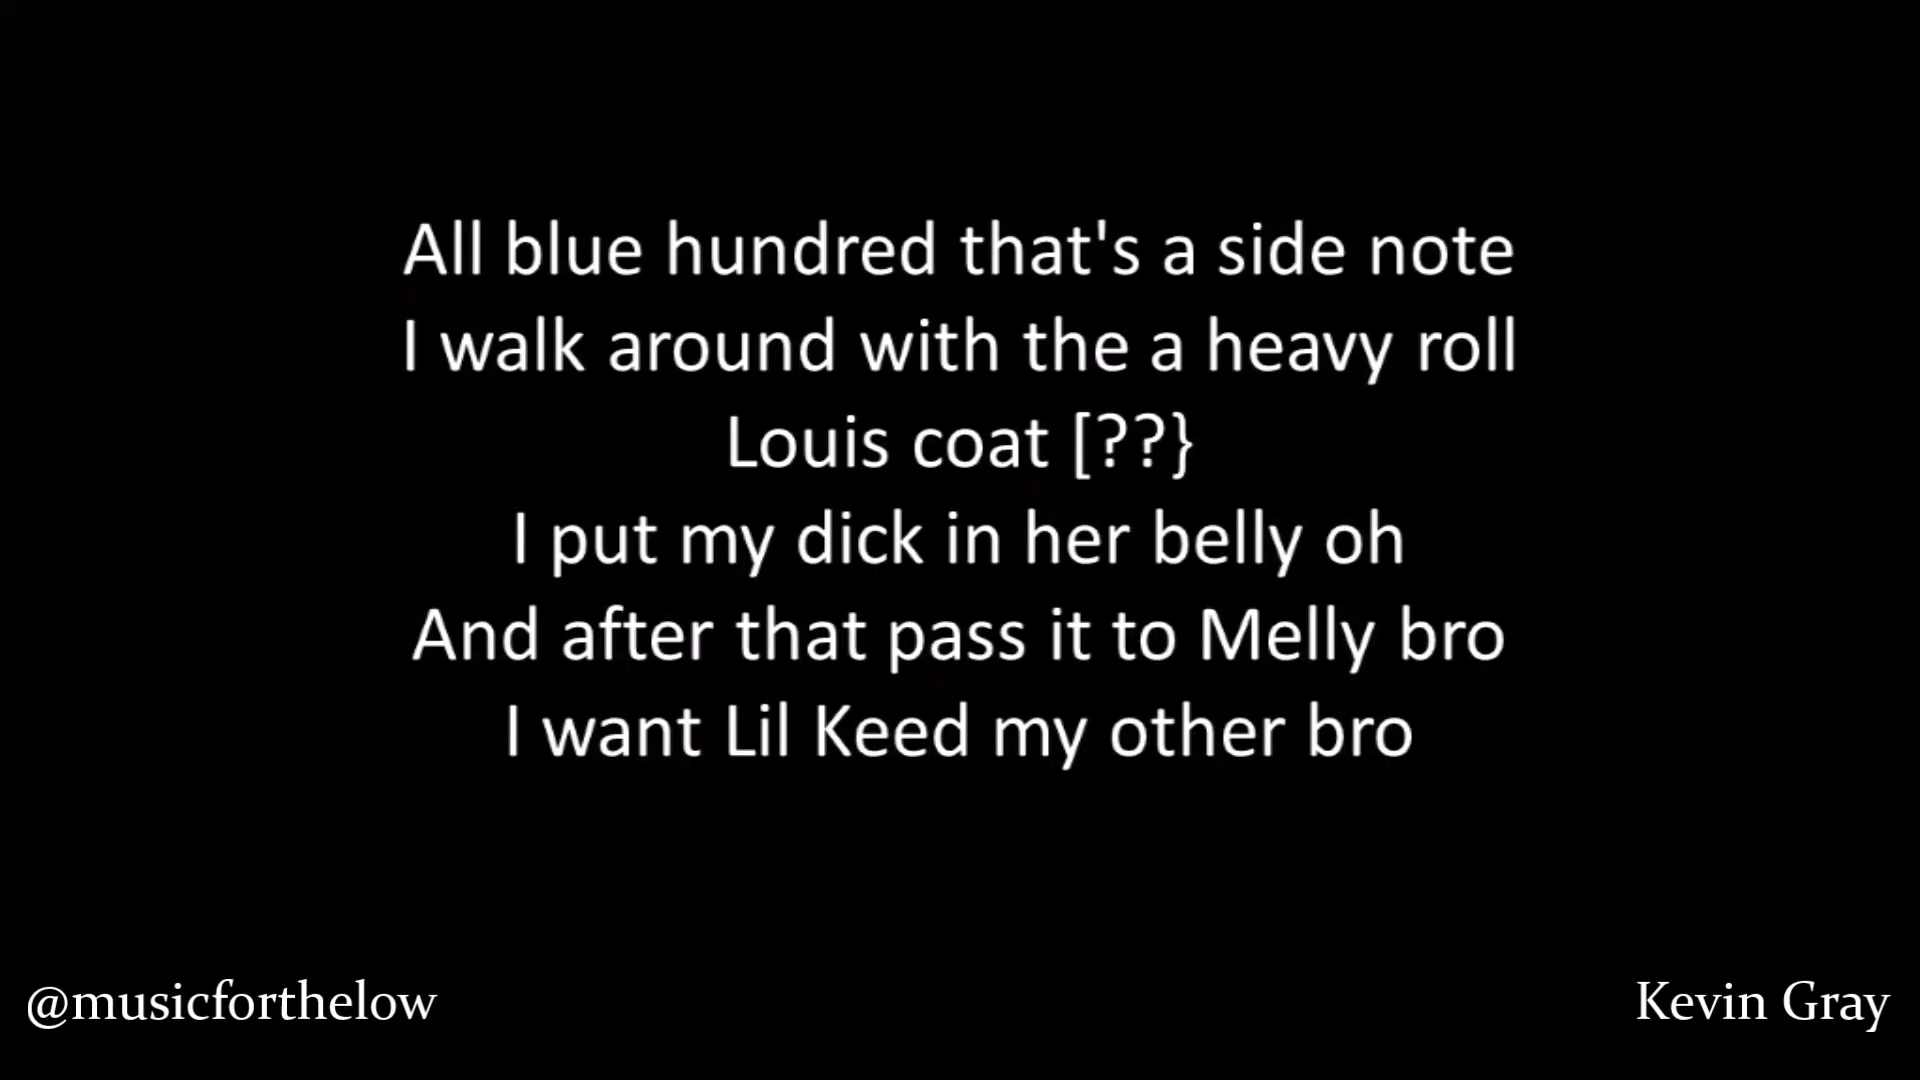 All blue hundred that's a side note
I walk around with the a heavy roll
Louis coat [??}
I put my dick in her belly oh
And after that pass it to Melly bro
I want Lil Keed my other bro
@musicforthelow
Kevin Gray